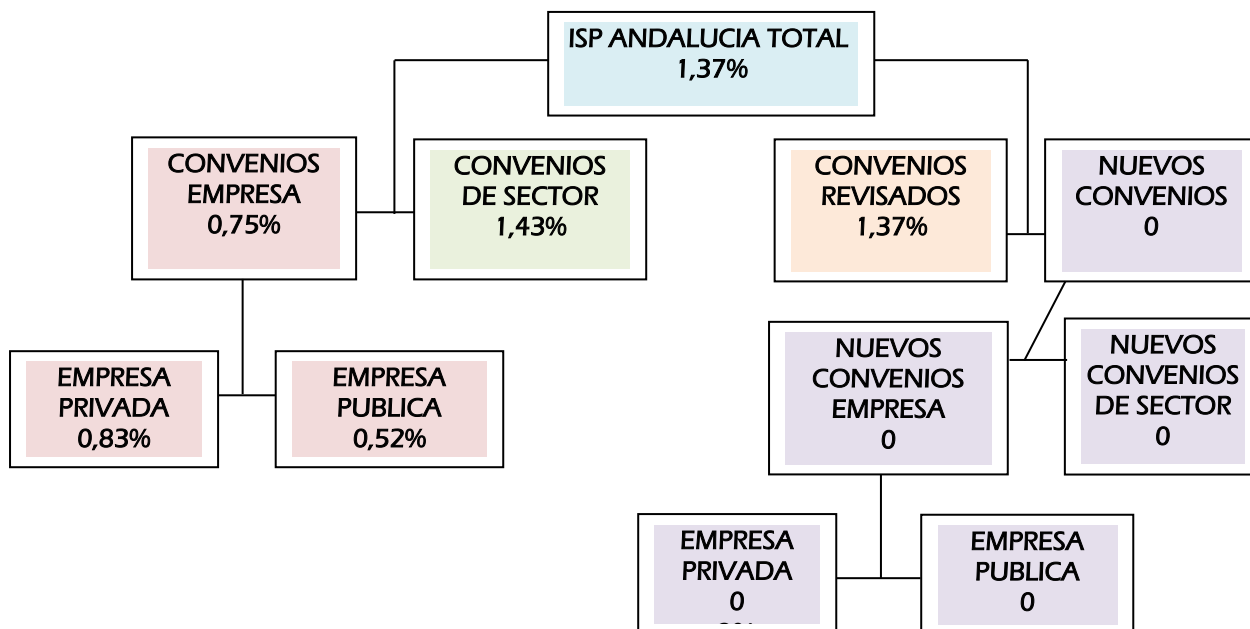 ISP ANDALUCIA TOTAL
1,37%
CONVENIOS
EMPRESA
0,75%
CONVENIOS
DE SECTOR
1,43%
CONVENIOS
REVISADOS
1,37%
NUEVOS
CONVENIOS
0
EMPRESA
PRIVADA
0,83%
EMPRESA
PUBLICA
0,52%
NUEVOS
CONVENIOS
EMPRESA
0
NUEVOS
CONVENIOS
DE SECTOR
0
EMPRESA
PRIVADA
0
EMPRESA
PUBLICA
0